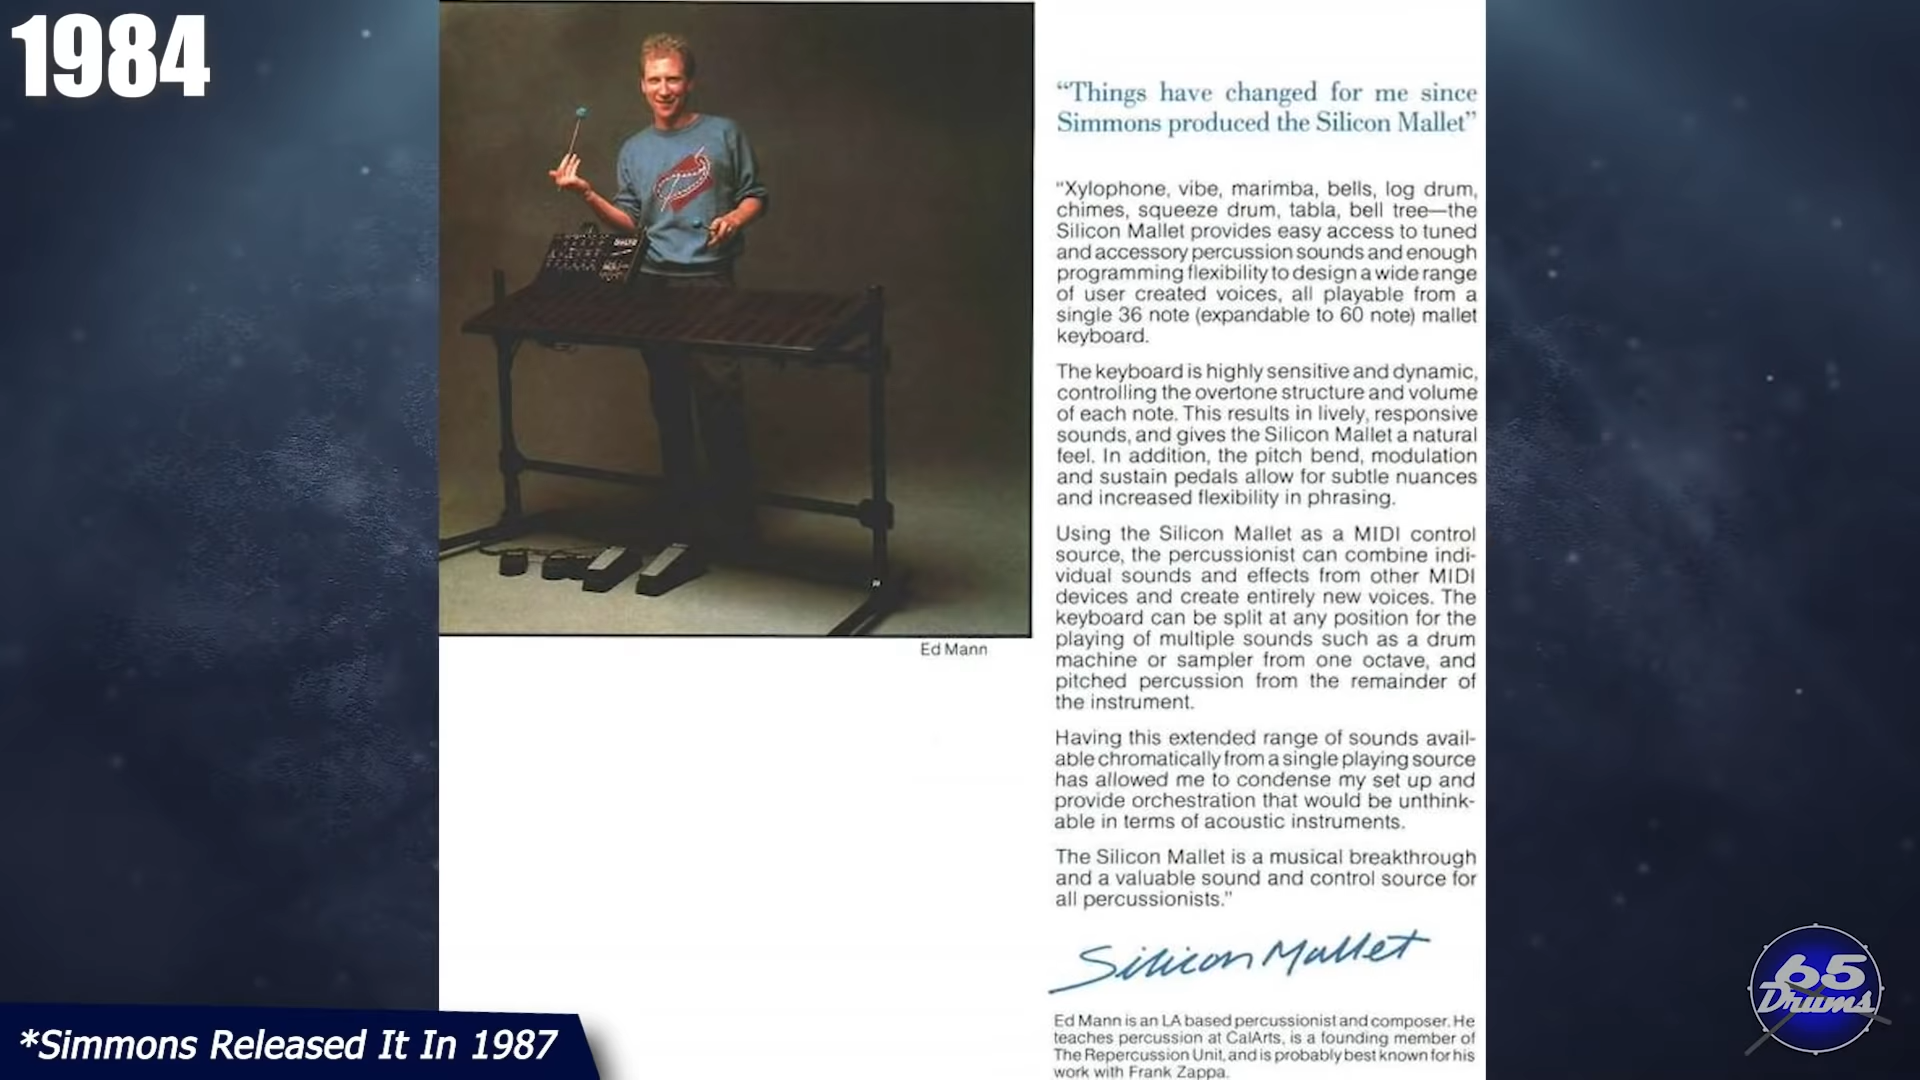 1984
“Things have changed for me since
Simmons produced the Silicon Mallet”
“Xylophone, vibe, marimba, bells, log drum,
chimes, squeeze drum, tabla, bell tree—the
Silicon Mallet provides easy access to tuned
and accessory percussion sounds and enough
programming flexibility to design a wide range
of user created voices, all playable from a
single 36 note (expandable to 60 note) mallet
keyboard.
The keyboard is highly sensitive and dynamic,
controlling the overtone structure and volume
of each note. This results in lively, responsive
sounds, and gives the Silicon Mallet a natural
feel. In addition, the pitch bend, modulation
and sustain pedals allow for subtle nuances
and increased flexibility in phrasing.
Using the Silicon Mallet as a MIDI control
source, the percussionist can combine indi-
vidual sounds and effects from other MIDI
devices and create entirely new voices. The
keyboard can be split at any position for the
playing of multiple sounds such as a drum
machine or sampler from one octave, and
pitched percussion from the remainder of
the instrument.
Having this extended range of sounds avail-
able chromatically from a single playing source
has allowed me to condense my set up and
provide orchestration that would be unthink-
able in terms of acoustic instruments.
The Silicon Mallet is a musical breakthrough
and a valuable sound and control source for
all percussionists.”
Silicon Mallet
Ed Mann is an LA based percussionist and composer. He
teaches percussion at CalArts, is a founding member of
The Repercussion Unit, and is probably best known for his
work with Frank Zappa.
Ed Mann
*Simmons Released It In 1987
65
Drums